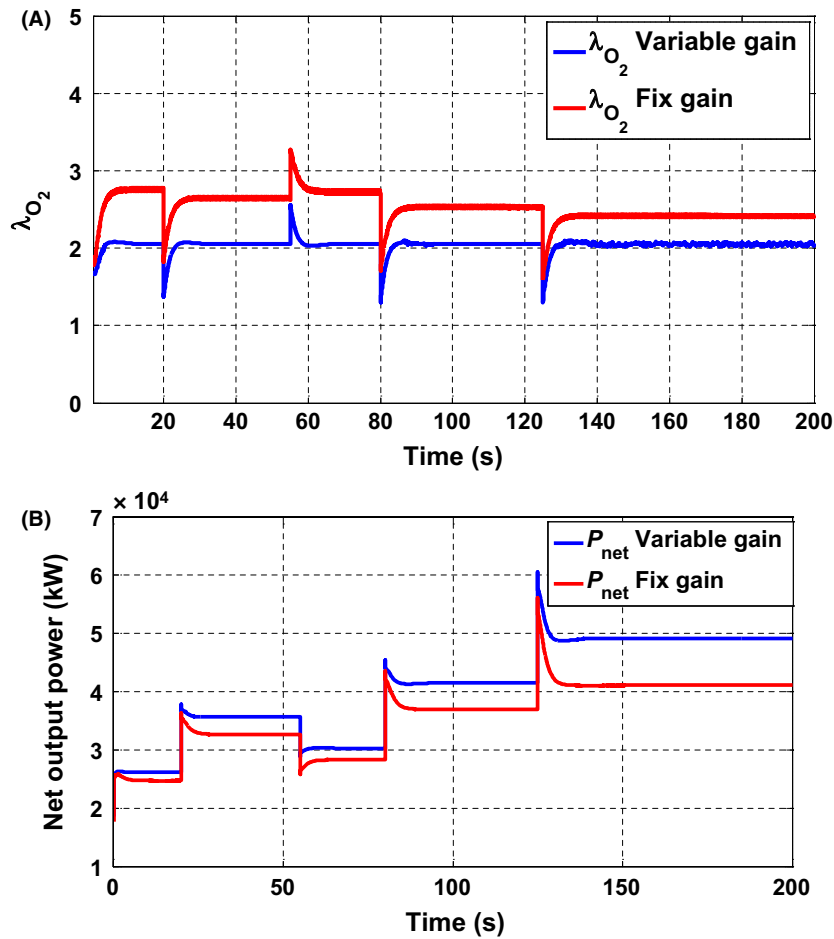 (A)
5
4
3
2
1
0
λO2
λO2 Variable gain
λO2 Fix gain
20 40 60 80 100 120 140 160 180 200
Time (s)
(B)
× 10⁴
7
6
5
4
3
2
1
Net output power (kW)
Pnet Variable gain
Pnet Fix gain
0 50 100 150 200
Time (s)